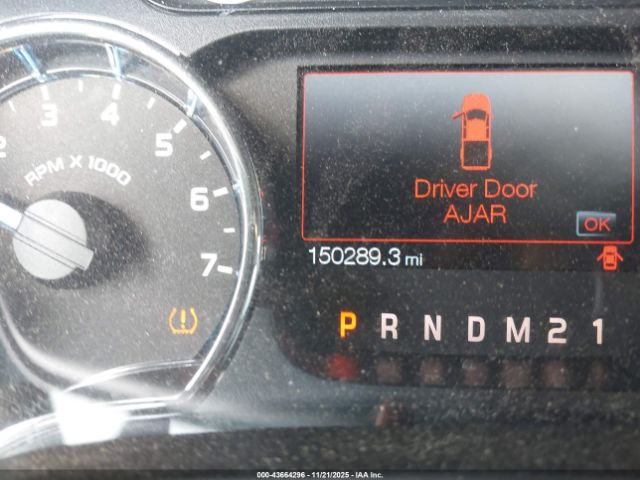 2
3
4
5
6
7
RPM X 1000
Driver Door
AJAR
OK
150289.3 mi
P R N D M 2 1
000-43664296 - 11/21/2025 - IAA Inc.